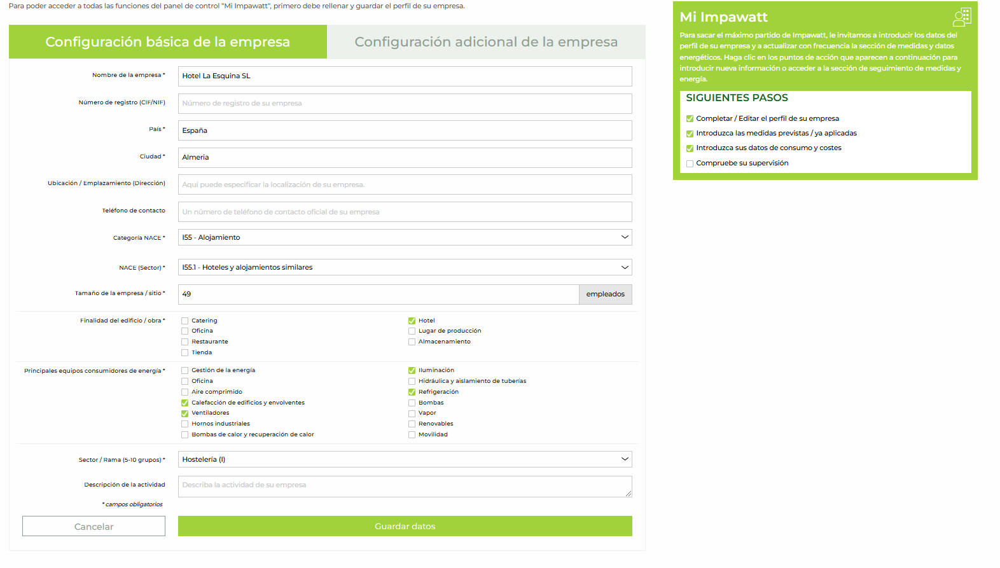 Para poder acceder a todas las funciones del panel de control "Mi Impawatt", primero debe rellenar y guardar el perfil de su empresa.
Configuración básica de la empresa
Configuración adicional de la empresa
Nombre de la empresa *
Hotel La Esquina SL
Número de registro (CIF/NIF)
Número de registro de su empresa
País *
España
Ciudad *
Almeria
Ubicación / Emplazamiento (Dirección)
Aquí puede especificar la localización de su empresa.
Teléfono de contacto
Un número de teléfono de contacto oficial de su empresa
Categoría NACE *
I55 - Alojamiento
NACE (Sector) *
I55.1 - Hoteles y alojamientos similares
Tamaño de la empresa / sitio *
49
empleados
Finalidad del edificio / obra *
Catering
Hotel
Oficina
Lugar de producción
Restaurante
Almacenamiento
Tienda
Principales equipos consumidores de energía *
Gestión de la energía
Iluminación
Oficina
Hidráulica y aislamiento de tuberías
Aire comprimido
Refrigeración
Calefacción de edificios y envolventes
Bombas
Ventiladores
Vapor
Hornos industriales
Renovables
Bombas de calor y recuperación de calor
Movilidad
Sector / Rama (5-10 grupos) *
Hostelería (I)
Descripción de la actividad
Describa la actividad de su empresa
* campos obligatorios
Cancelar
Guardar datos
Mi Impawatt
Para sacar el máximo partido de Impawatt, le invitamos a introducir los datos del
perfil de su empresa y a actualizar con frecuencia la sección de medidas y datos
energéticos. Haga clic en los puntos de acción que aparecen a continuación para
introducir nueva información o acceder a la sección de seguimiento de medidas y
energía.
SIGUIENTES PASOS
Completar / Editar el perfil de su empresa
Introduzca las medidas previstas / ya aplicadas
Introduzca sus datos de consumo y costes
Compruebe su supervisión